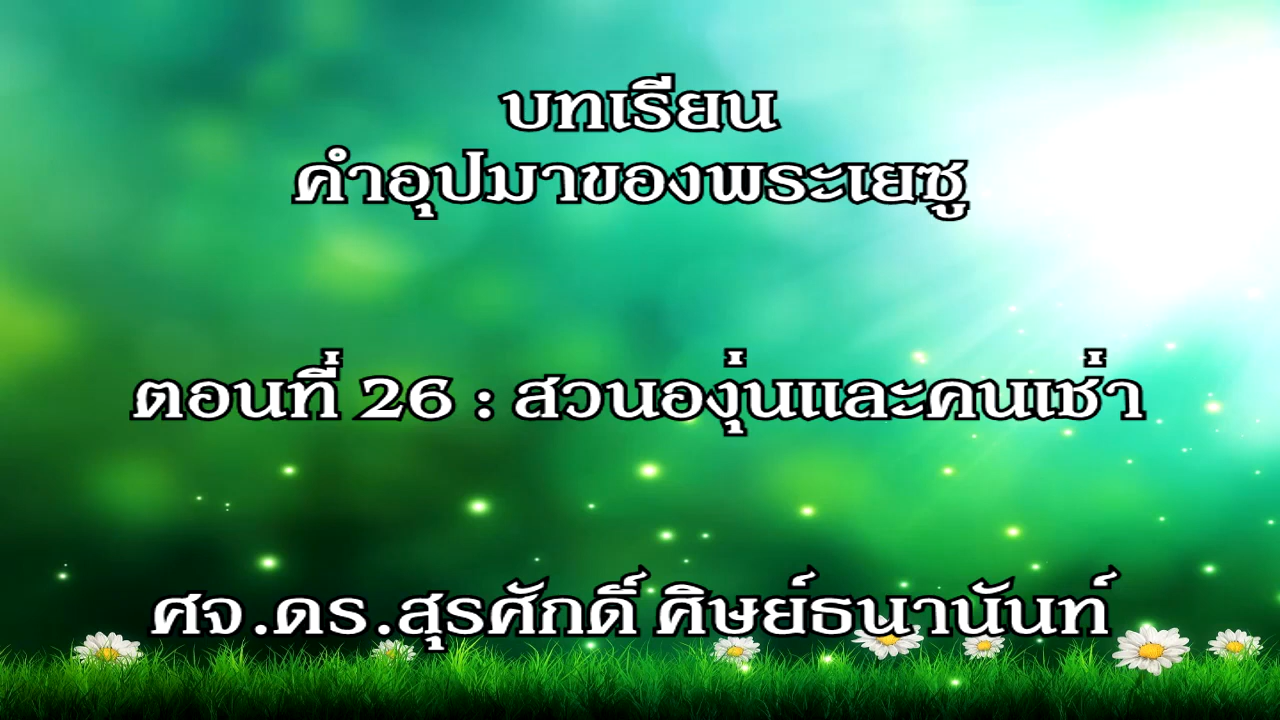 บทเรียน
คำอุปมาของพระเยซู
ตอนที่ 26 : สวนองุ่นและคนเช่า
ศจ.ดร.สุรศักดิ์ ศิษย์ธนานันท์